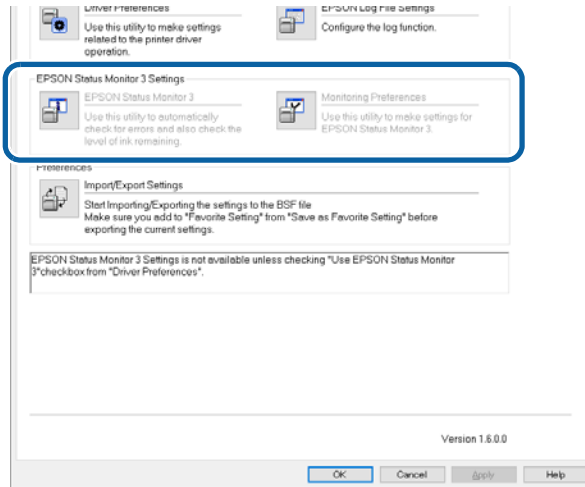 Driver Preferences
Use this utility to make settings
related to the printer driver
operation.
EPSON Log File Settings
Configure the log function.
EPSON Status Monitor 3 Settings
EPSON Status Monitor 3
Use this utility to automatically
check for errors and also check the
level of ink remaining.
Monitoring Preferences
Use this utility to make settings for
EPSON Status Monitor 3.
Preferences
Import/Export Settings
Start Importing/Exporting the settings to the BSF file
Make sure you add to "Favorite Setting" from "Save as Favorite Setting" before
exporting the current settings.
EPSON Status Monitor 3 Settings is not available unless checking "Use EPSON Status Monitor
3"checkbox from "Driver Preferences".
Version 1.6.0.0
OK
Cancel
Apply
Help